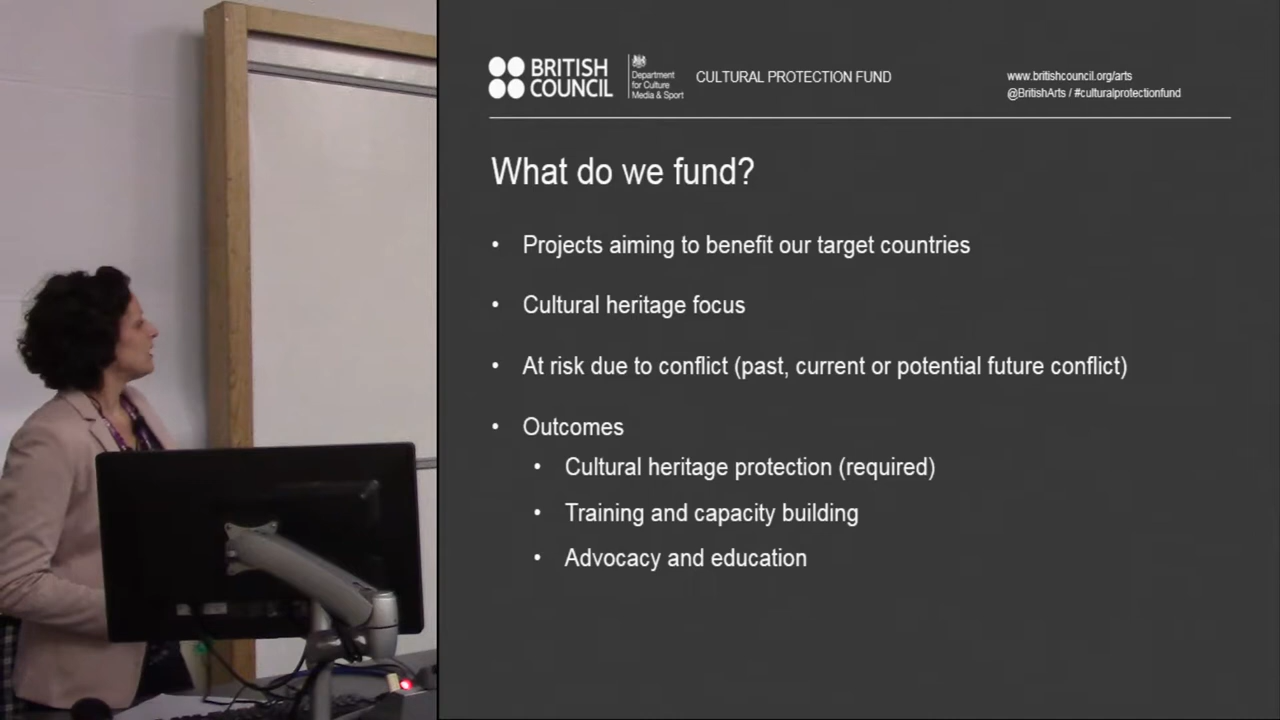 BRITISH
COUNCIL
Department
for Culture
Media & Sport
CULTURAL PROTECTION FUND
www.britishcouncil.org/arts
@BritishArts / #culturalprotectionfund
What do we fund?
• Projects aiming to benefit our target countries
• Cultural heritage focus
• At risk due to conflict (past, current or potential future conflict)
• Outcomes
• Cultural heritage protection (required)
• Training and capacity building
• Advocacy and education